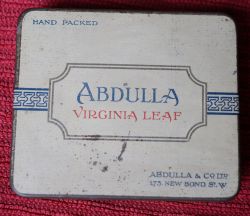 HAND PACKED
ABDULLA
VIRGINIA LEAF
ABDULLA & CO LTD
173 NEW BOND ST. W